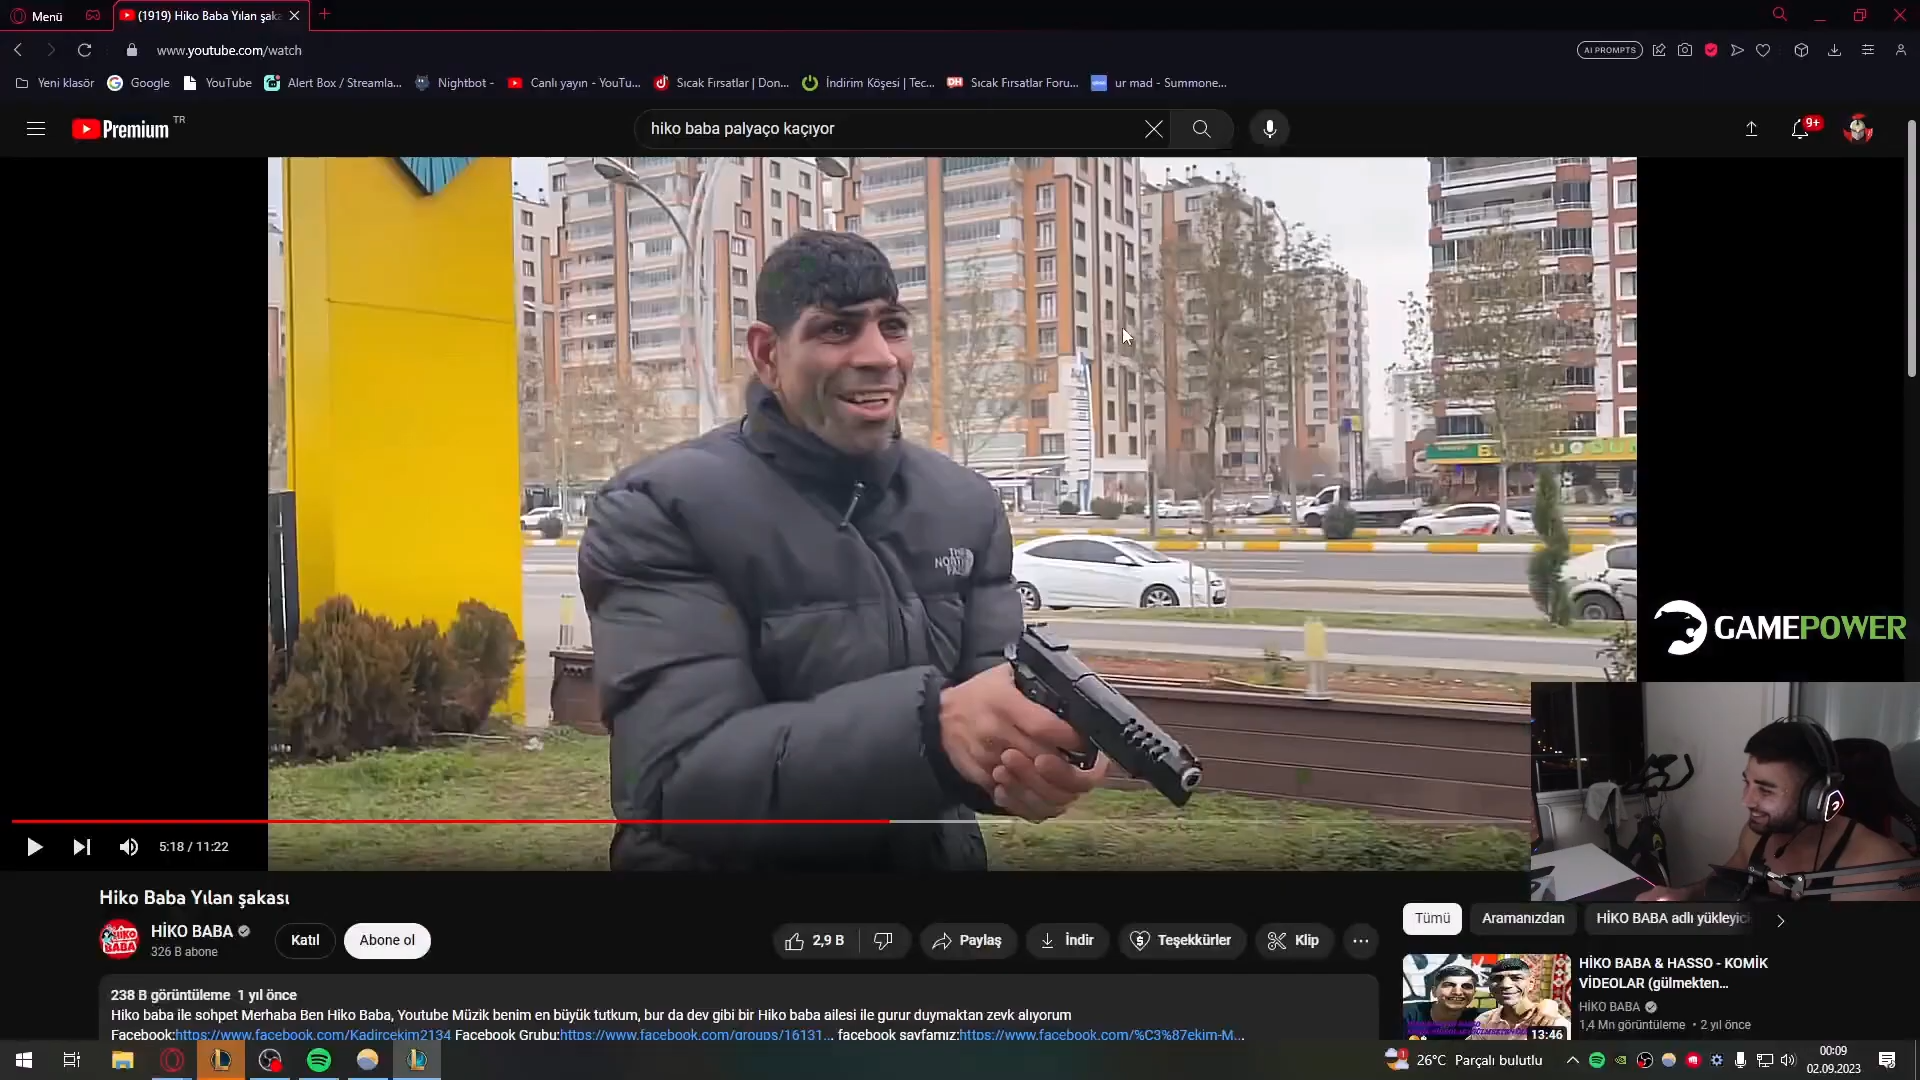 Menü
(1919) Hiko Baba Yılan şaka
www.youtube.com/watch
AI PROMPTS
Yeni klasör
Google
YouTube
Alert Box / Streamla...
Nightbot -
Canlı yayın - YouTu...
Sıcak Fırsatlar | Don...
İndirim Köşesi | Tec...
Sıcak Fırsatlar Foru...
ur mad - Summone...
Premium TR
hiko baba palyaço kaçıyor
9+
THE NORTH FACE
GAMEPOWER
5:18 / 11:22
Hiko Baba Yılan şakası
HİKO BABA
HİKO BABA
326 B abone
Katıl
Abone ol
2,9 B
Paylaş
İndir
Teşekkürler
Klip
Tümü
Aramanızdan
HİKO BABA adlı yükleyici
238 B görüntüleme 1 yıl önce
Hiko baba ile sohpet Merhaba Ben Hiko Baba, Youtube Müzik benim en büyük tutkum, bur da dev gibi bir Hiko baba ailesi ile gurur duymaktan zevk alıyorum
Facebook:https://www.facebook.com/Kadircekim2134 Facebook Grubu:https://www.facebook.com/groups/16131... facebook sayfamız:https://www.facebook.com/%C3%87ekim-M...
HİKO BABA & HASSO - KOMİK
VİDEOLAR (gülmekten...
HİKO BABA
1,4 Mn görüntüleme • 2 yıl önce
13:46
26°C Parçalı bulutlu
00:09
02.09.2023